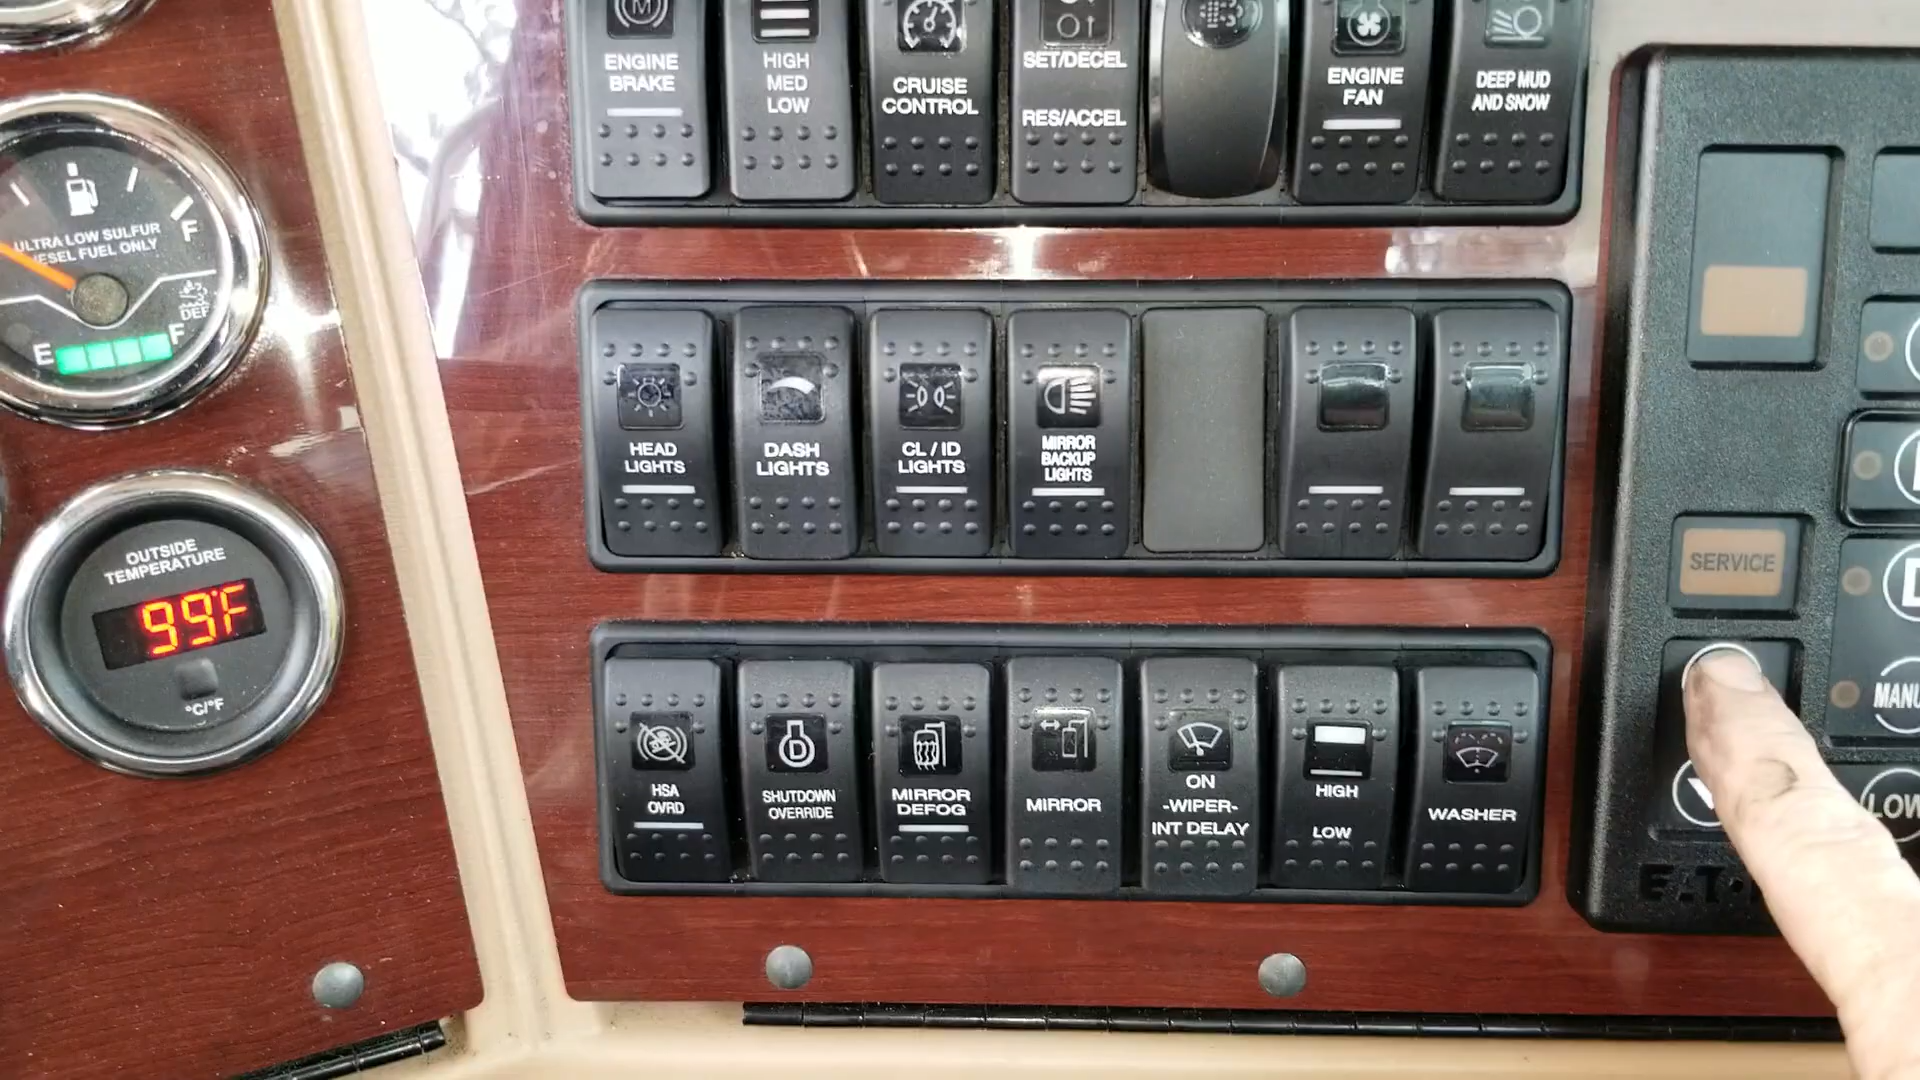 ENGINE
BRAKE
HIGH
MED
LOW
CRUISE
CONTROL
SET/DECEL
RES/ACCEL
ENGINE
FAN
DEEP MUD
AND SNOW
F
ULTRA LOW SULFUR
DIESEL FUEL ONLY
DEF
E
F
HEAD
LIGHTS
DASH
LIGHTS
CL / ID
LIGHTS
MIRROR
BACKUP
LIGHTS
OUTSIDE
TEMPERATURE
99°F
°C/°F
SERVICE
D
MANU
LOW
HSA
OVRD
D
SHUTDOWN
OVERRIDE
MIRROR
DEFOG
MIRROR
ON
-WIPER-
INT DELAY
HIGH
LOW
WASHER